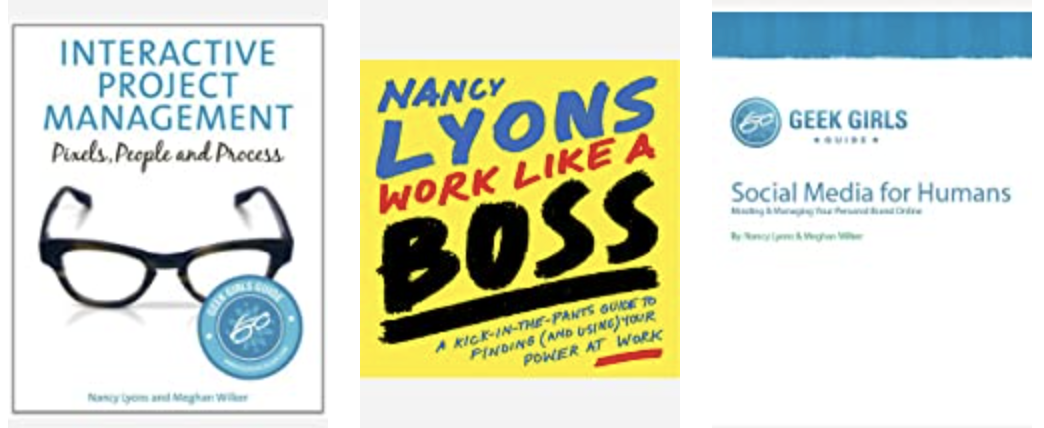 INTERACTIVE
PROJECT
MANAGEMENT
Pixels, People and Process
GEEK GIRLS GUIDE
Nancy Lyons and Meghan Wilker
NANCY
LYONS
WORK LIKE A
BOSS
A KICK-IN-THE-PANTS GUIDE TO
FINDING (AND USING) YOUR
POWER AT WORK
GEEK GIRLS
GUIDE
Social Media for Humans
Minding & Managing Your Personal Brand Online
By: Nancy Lyons & Meghan Wilker